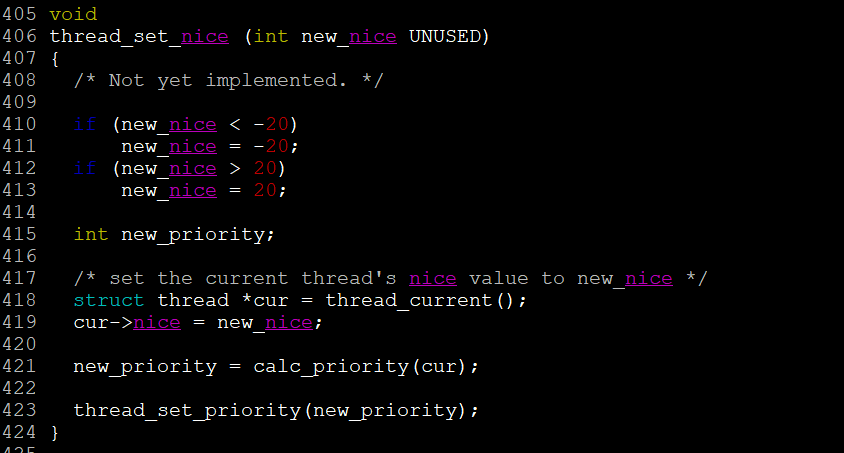 405 void
406 thread_set_nice (int new_nice UNUSED)
407 {
408   /* Not yet implemented. */
409
410   if (new_nice < -20)
411       new_nice = -20;
412   if (new_nice > 20)
413       new_nice = 20;
414
415   int new_priority;
416
417   /* set the current thread's nice value to new_nice */
418   struct thread *cur = thread_current();
419   cur->nice = new_nice;
420
421   new_priority = calc_priority(cur);
422
423   thread_set_priority(new_priority);
424 }